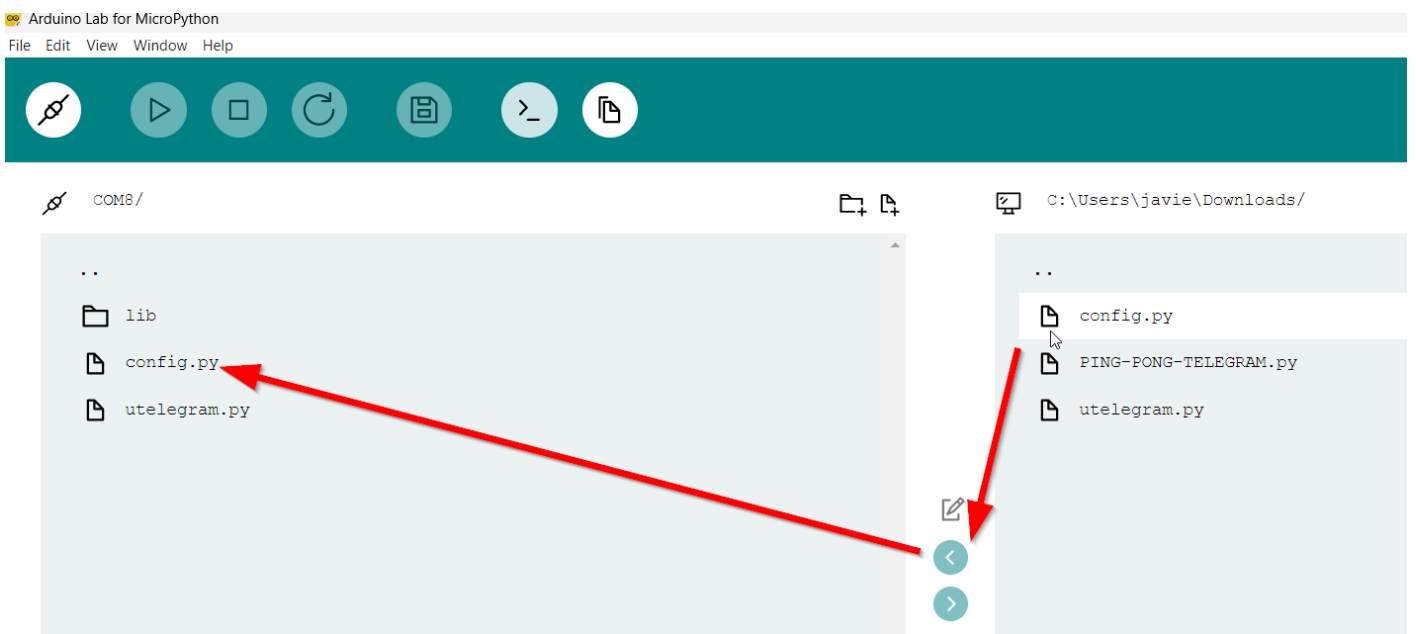 Arduino Lab for MicroPython
File Edit View Window Help
COM8/
..
lib
config.py
utelegram.py
C:\Users\javie\Downloads/
..
config.py
PING-PONG-TELEGRAM.py
utelegram.py